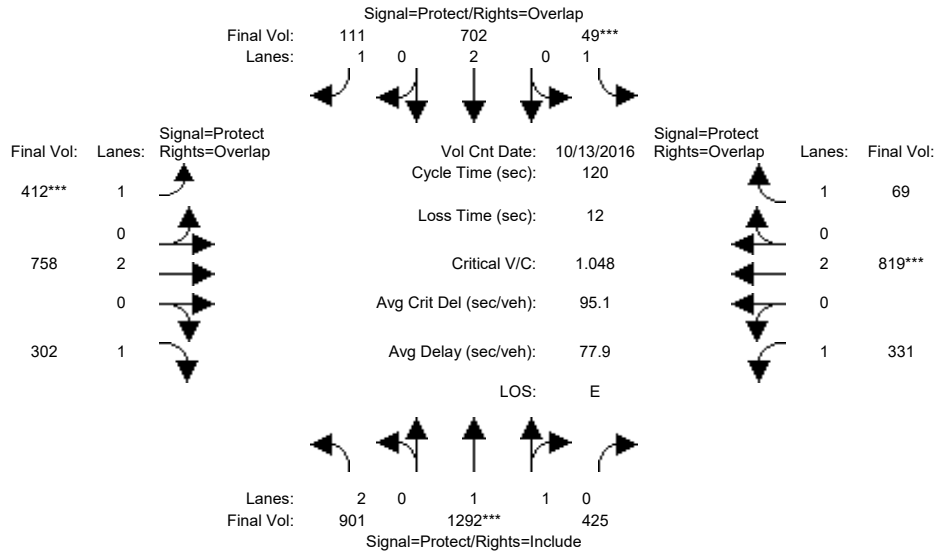 Signal=Protect/Rights=Overlap
Final Vol: 111 702 49***
Lanes: 1 0 2 0 1
Signal=Protect
Final Vol: Lanes: Rights=Overlap
Vol Cnt Date: 10/13/2016
Signal=Protect
Rights=Overlap Lanes: Final Vol:
Cycle Time (sec): 120
412*** 1
1 69
Loss Time (sec): 12
0
0
758 2
Critical V/C: 1.048
2 819***
0
Avg Crit Del (sec/veh): 95.1
0
302 1
Avg Delay (sec/veh): 77.9
1 331
LOS: E
Lanes: 2 0 1 1 0
Final Vol: 901 1292*** 425
Signal=Protect/Rights=Include